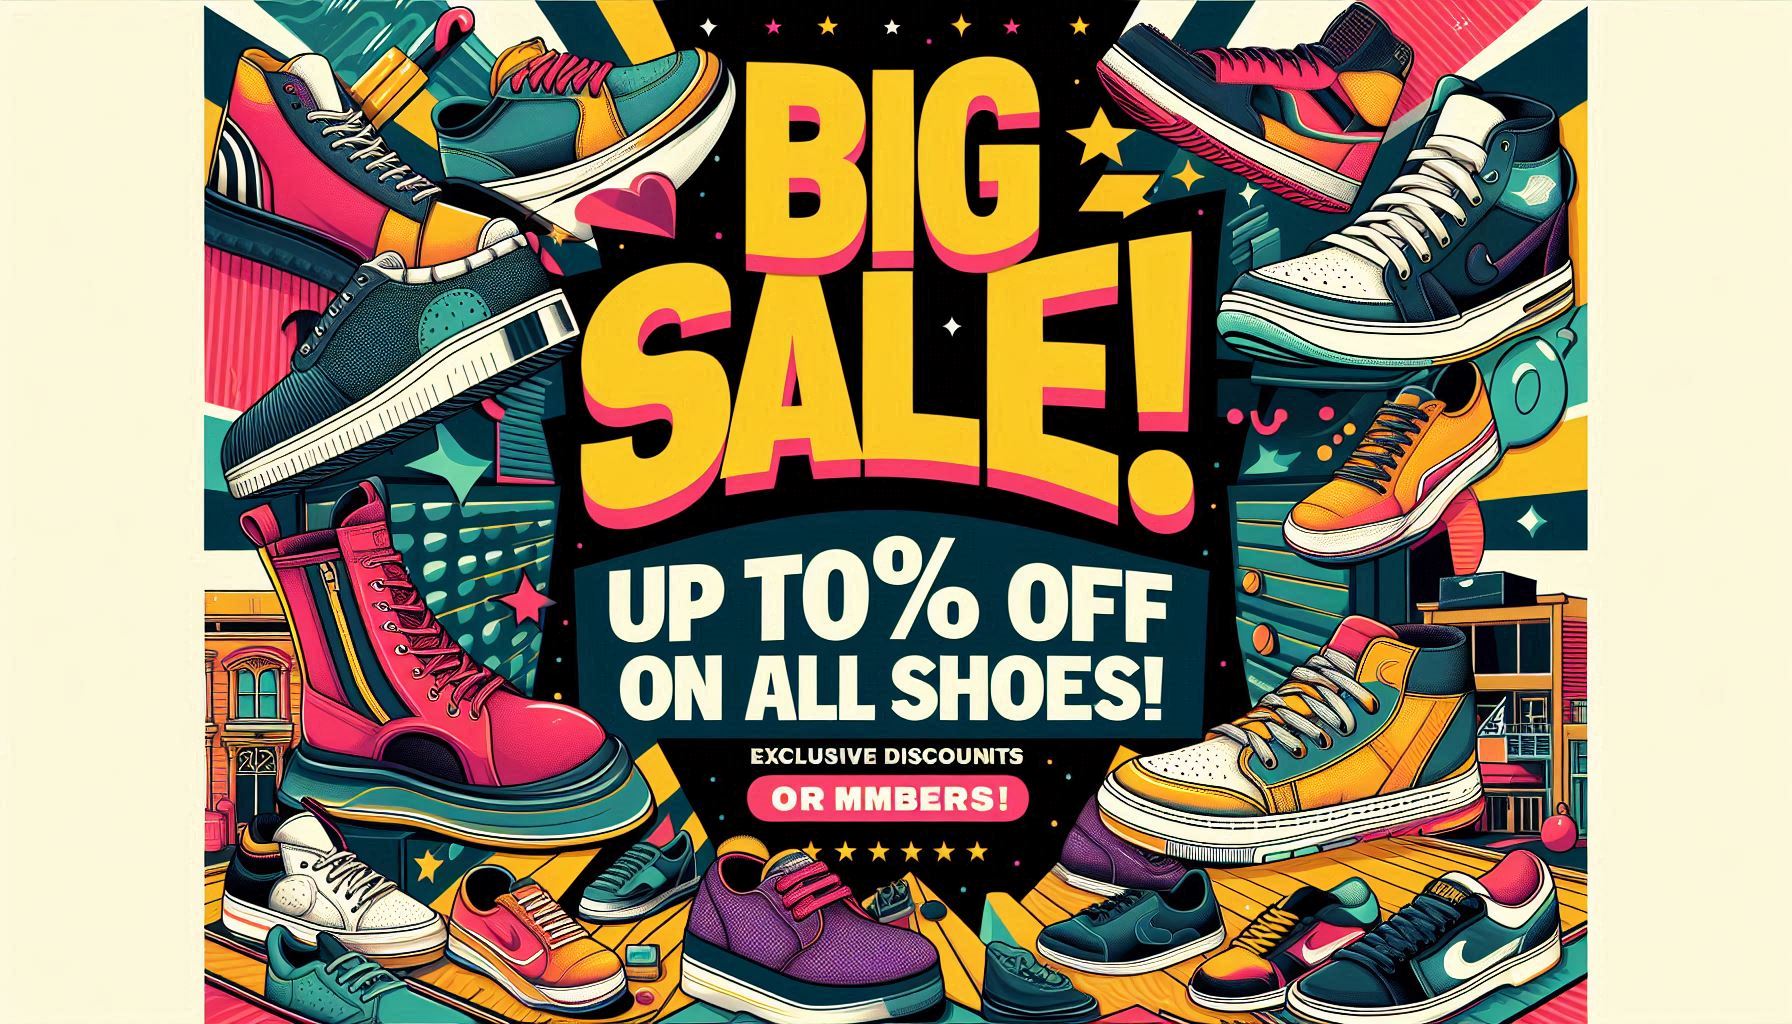 BIG
SALE!
UP TO% OFF
ON ALL SHOES!
EXCLUSIVE DISCOUNITS
OR MMBERS!